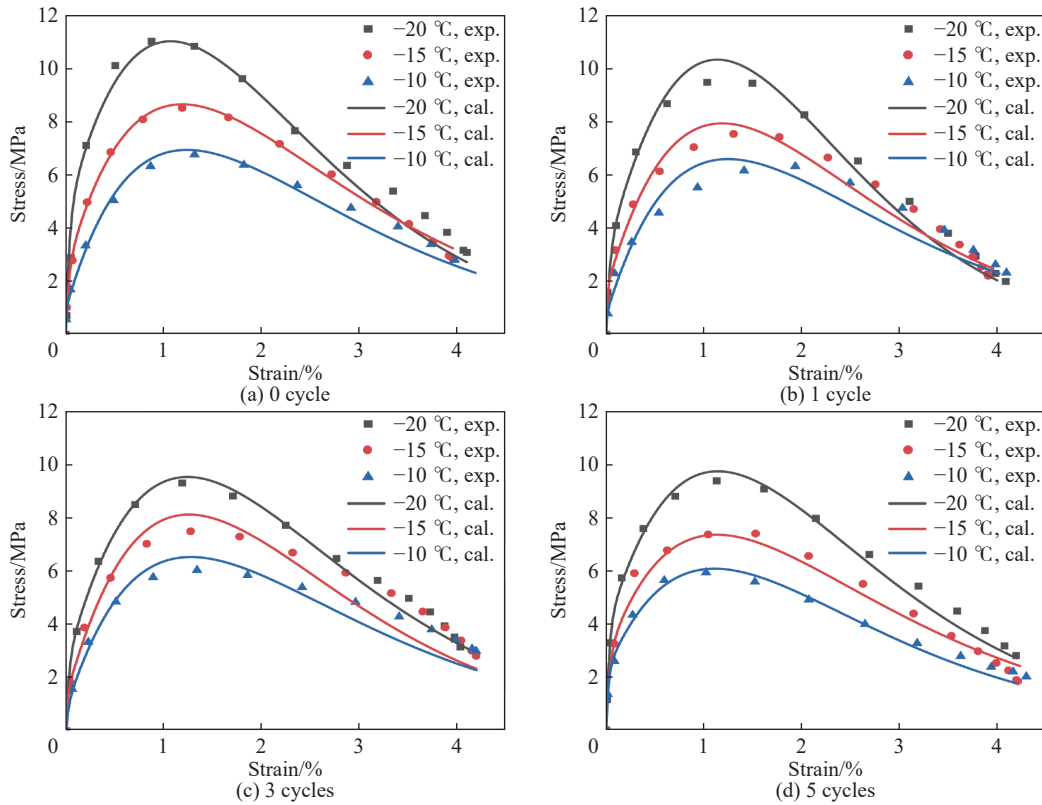 12
10
8
6
4
2
0
Stress/MPa
−20 ℃, exp.
−15 ℃, exp.
−10 ℃, exp.
−20 ℃, cal.
−15 ℃, cal.
−10 ℃, cal.
1 2 3 4
Strain/%
(a) 0 cycle
12
10
8
6
4
2
0
Stress/MPa
−20 ℃, exp.
−15 ℃, exp.
−10 ℃, exp.
−20 ℃, cal.
−15 ℃, cal.
−10 ℃, cal.
1 2 3 4
Strain/%
(b) 1 cycle
12
10
8
6
4
2
0
Stress/MPa
−20 ℃, exp.
−15 ℃, exp.
−10 ℃, exp.
−20 ℃, cal.
−15 ℃, cal.
−10 ℃, cal.
1 2 3 4
Strain/%
(c) 3 cycles
12
10
8
6
4
2
0
Stress/MPa
−20 ℃, exp.
−15 ℃, exp.
−10 ℃, exp.
−20 ℃, cal.
−15 ℃, cal.
−10 ℃, cal.
1 2 3 4
Strain/%
(d) 5 cycles